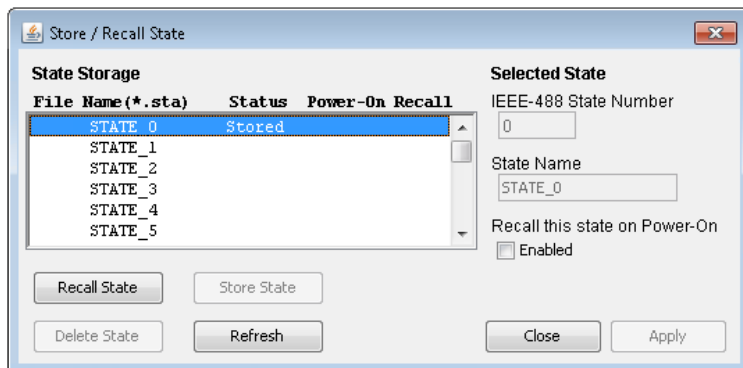 Store / Recall State
State Storage
File Name(*.sta) Status Power-On Recall
STATE_0 Stored
STATE_1
STATE_2
STATE_3
STATE_4
STATE_5
Recall State Store State
Delete State Refresh
Selected State
IEEE-488 State Number
0
State Name
STATE_0
Recall this state on Power-On
Enabled
Close Apply